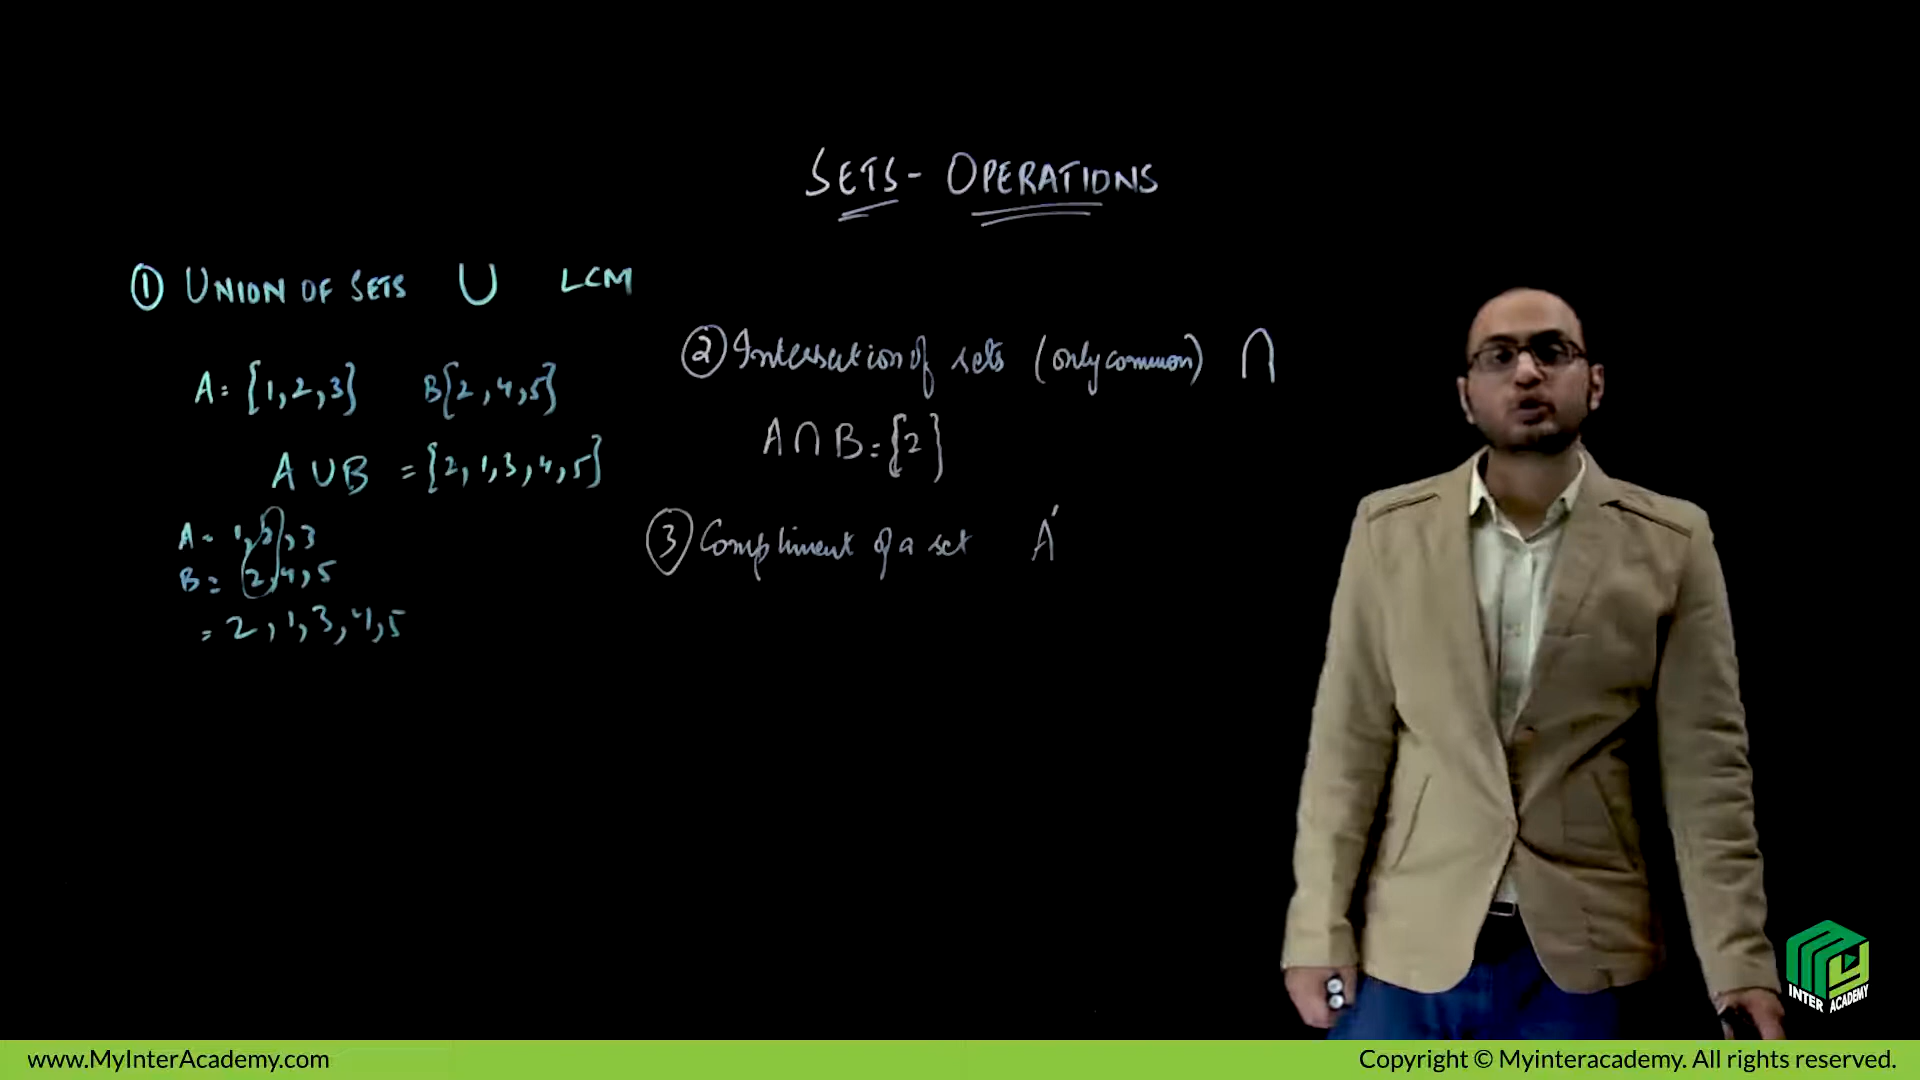 SETS - OPERATIONS
① UNION OF SETS ∪ LCM
A = {1, 2, 3} B{2, 4, 5}
A ∪ B = {2, 1, 3, 4, 5}
A = 1, 2, 3
B = 2, 4, 5
= 2, 1, 3, 4, 5
② Intersection of sets (only common) ∩
A ∩ B = {2}
③ Compliment of a set A′
INTER ACADEMY
www.MyInterAcademy.com
Copyright © Myinteracademy. All rights reserved.